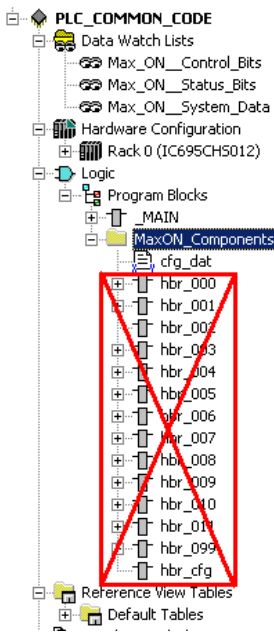 PLC_COMMON_CODE
Data Watch Lists
Max_ON__Control_Bits
Max_ON__Status_Bits
Max_ON__System_Data
Hardware Configuration
Rack 0 (IC695CHS012)
Logic
Program Blocks
_MAIN
MaxON_Components
cfg_dat
hbr_000
hbr_001
hbr_002
hbr_003
hbr_004
hbr_005
hbr_006
hbr_007
hbr_008
hbr_009
hbr_010
hbr_011
hbr_099
hbr_cfg
Reference View Tables
Default Tables